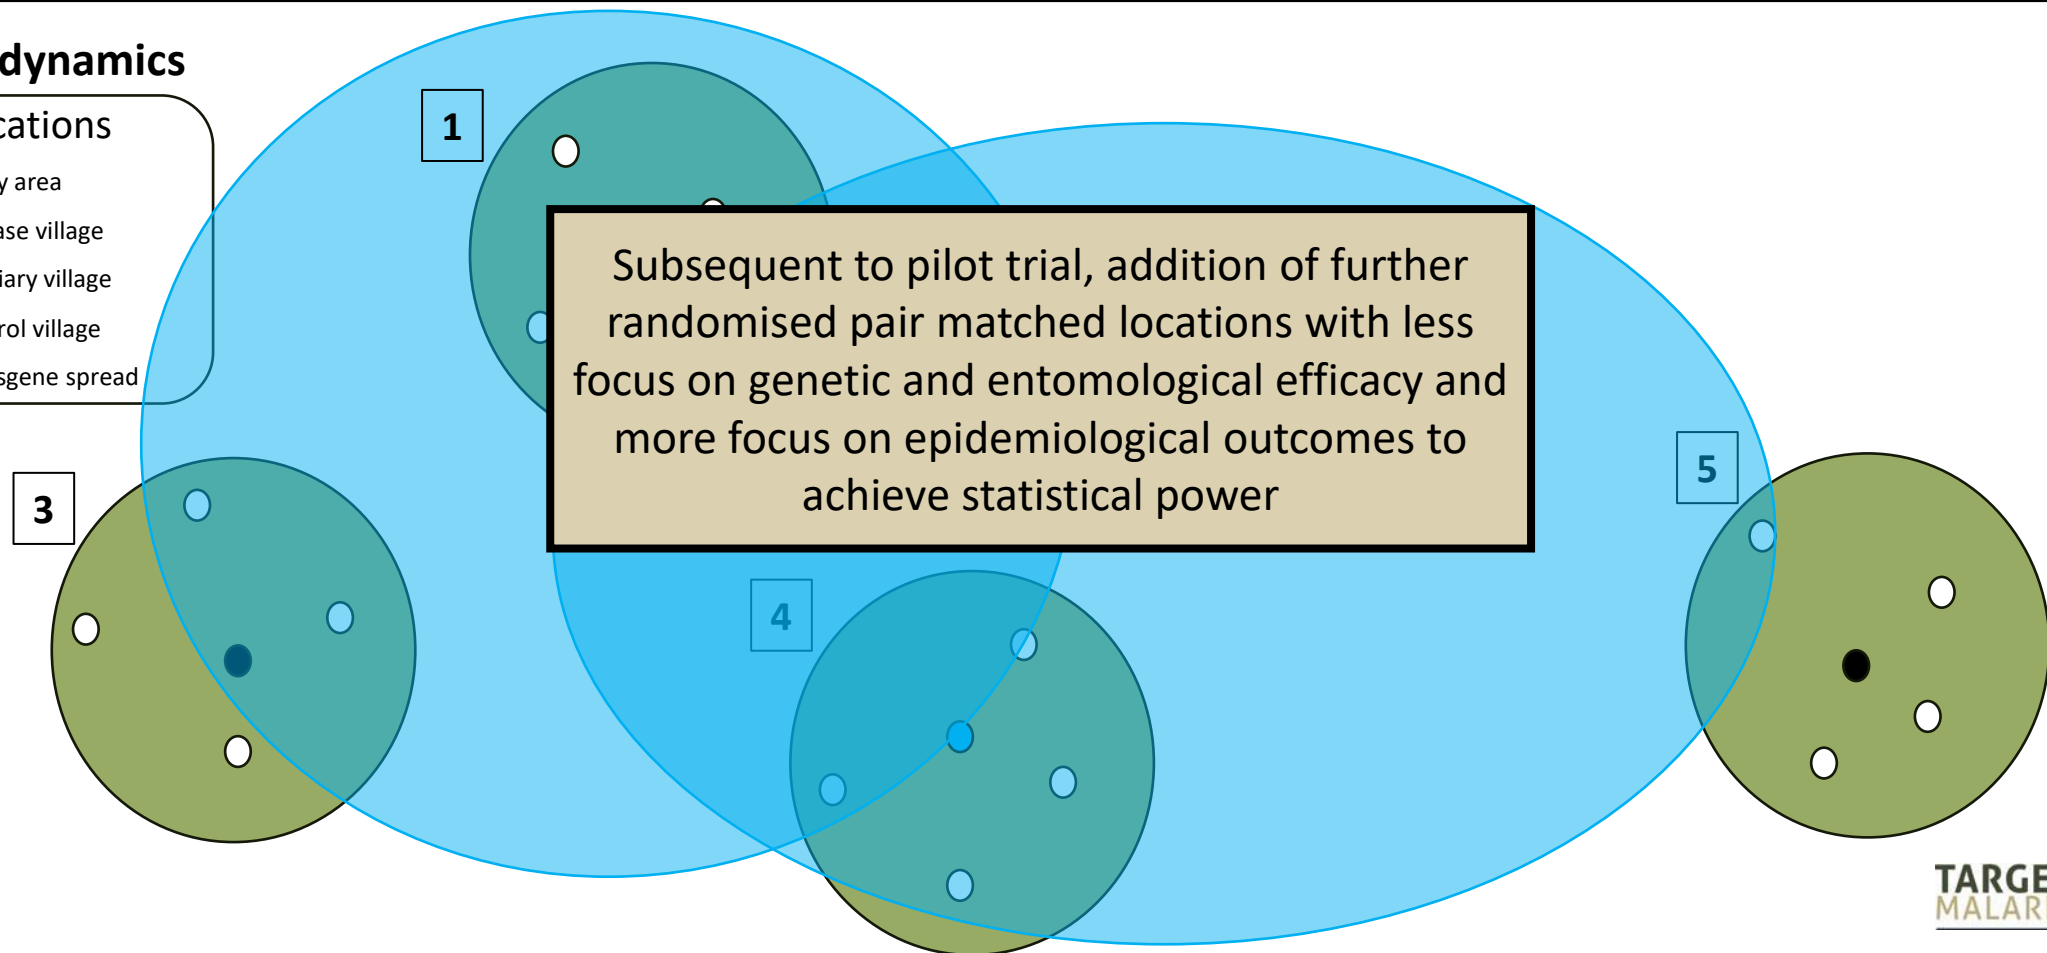 dynamics
cations
y area
ase village
iary village
rol village
sgene spread
1
3
4
5
Subsequent to pilot trial, addition of further
randomised pair matched locations with less
focus on genetic and entomological efficacy and
more focus on epidemiological outcomes to
achieve statistical power
TARGE
MALAR